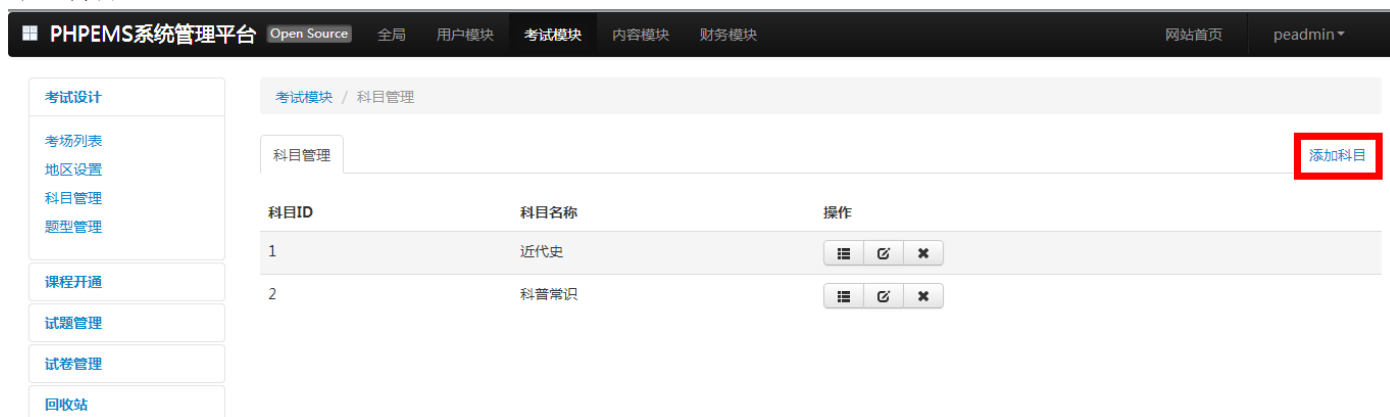 PHPEMS系统管理平台 Open Source 全局 用户模块 考试模块 内容模块 财务模块 网站首页 peadmin
考试设计
考场列表
地区设置
科目管理
题型管理
课程开通
试题管理
试卷管理
回收站
考试模块 / 科目管理
科目管理 添加科目
科目ID 科目名称 操作
1 近代史
2 科普常识